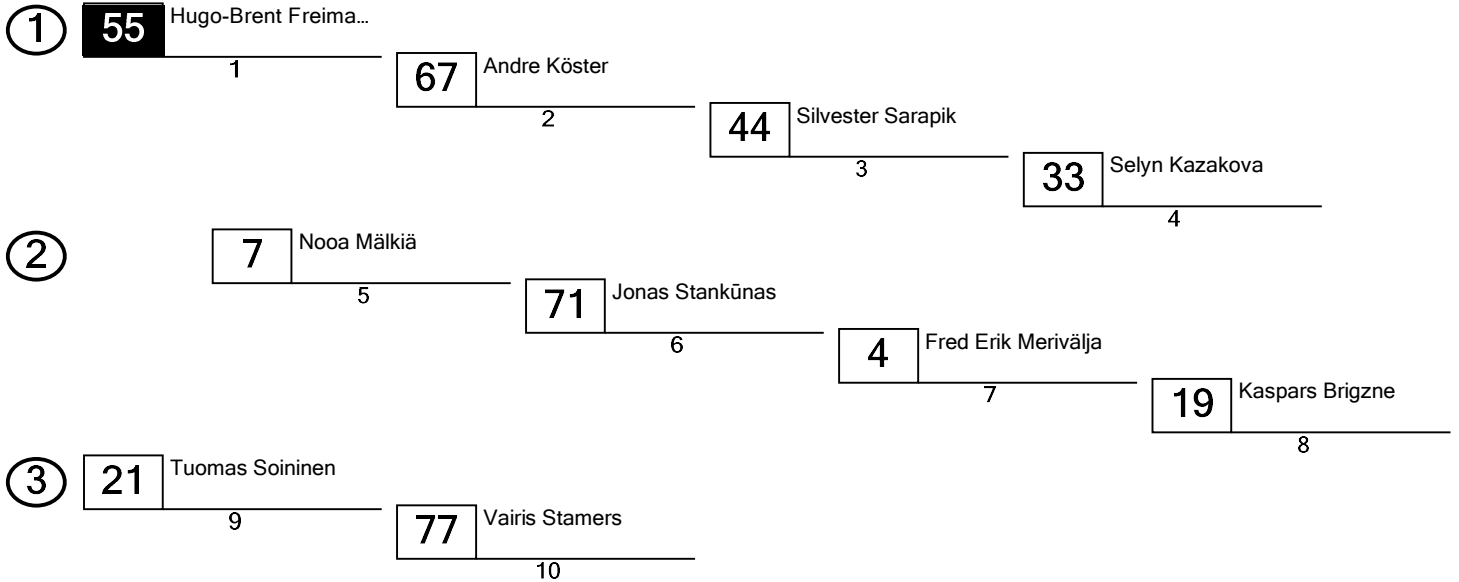 1 55 Hugo-Brent Freima...
1
67 Andre Köster
2
44 Silvester Sarapik
3
33 Selyn Kazakova
4
2 7 Nooa Mälkiä
5
71 Jonas Stankūnas
6
4 Fred Erik Merivälja
7
19 Kaspars Brigzne
8
3 21 Tuomas Soininen
9
77 Vairis Stamers
10